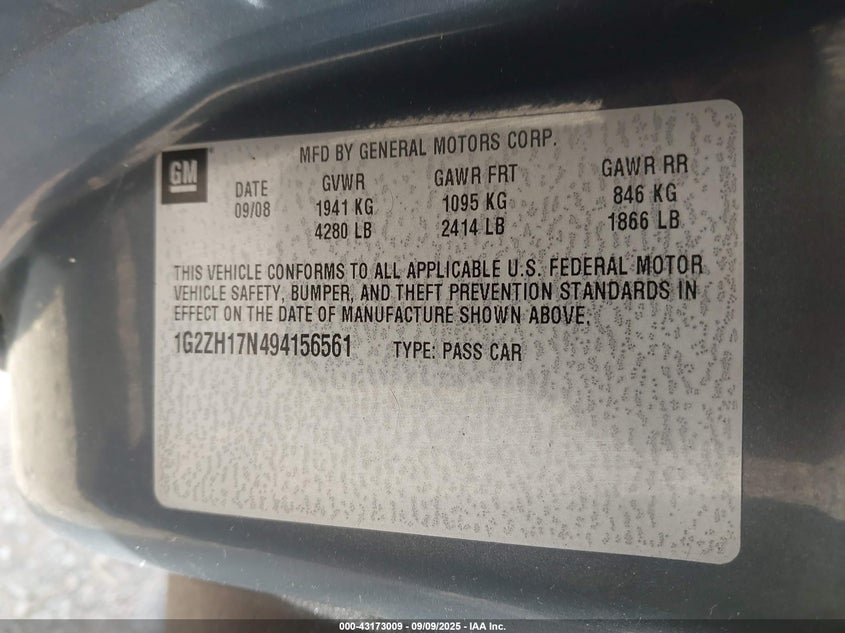 MFD BY GENERAL MOTORS CORP.
GM
DATE GVWR GAWR FRT GAWR RR
09/08 1941 KG 1095 KG 846 KG
4280 LB 2414 LB 1866 LB
THIS VEHICLE CONFORMS TO ALL APPLICABLE U.S. FEDERAL MOTOR
VEHICLE SAFETY, BUMPER, AND THEFT PREVENTION STANDARDS IN
EFFECT ON THE DATE OF MANUFACTURE SHOWN ABOVE.
1G2ZH17N494156561 TYPE: PASS CAR
000-43173009 - 09/09/2025 - IAA Inc.